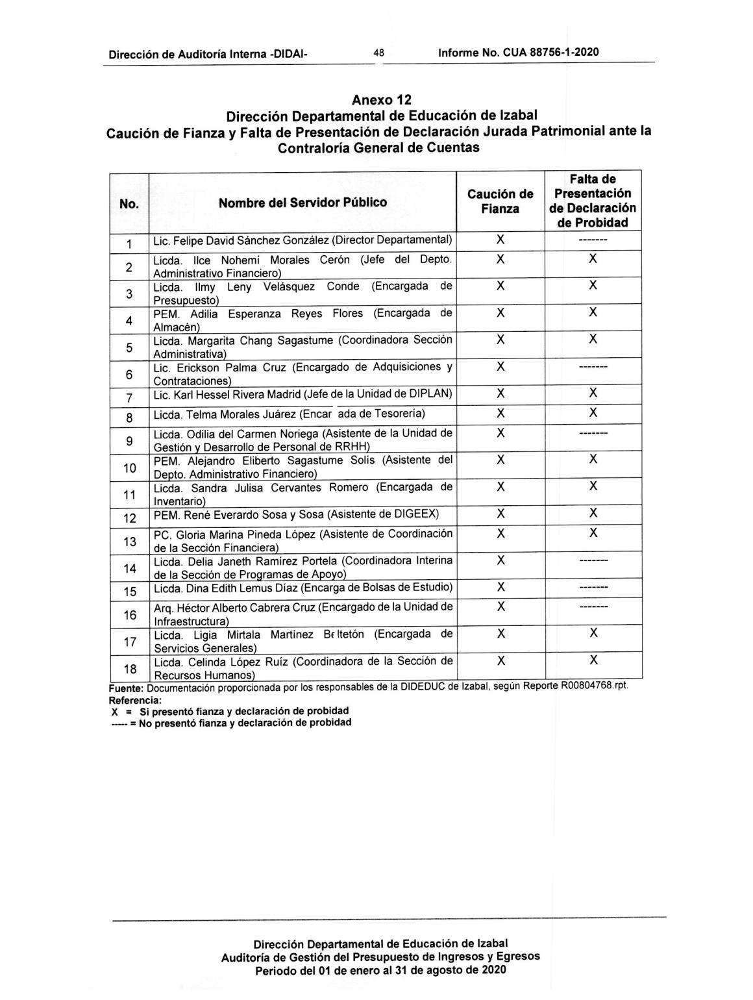 Dirección de Auditoría Interna -DIDAI- 48 Informe No. CUA 88756-1-2020
Anexo 12
Dirección Departamental de Educación de Izabal
Caución de Fianza y Falta de Presentación de Declaración Jurada Patrimonial ante la
Contraloría General de Cuentas
No. Nombre del Servidor Público Caución de Fianza Falta de Presentación de Declaración de Probidad
1 Lic. Felipe David Sánchez González (Director Departamental) X -------
2 Licda. Ilce Nohemí Morales Cerón (Jefe del Depto. X X
Administrativo Financiero)
3 Licda. Ilmy Leny Velásquez Conde (Encargada de X X
Presupuesto)
4 PEM. Adilia Esperanza Reyes Flores (Encargada de X X
Almacén)
5 Licda. Margarita Chang Sagastume (Coordinadora Sección X X
Administrativa)
6 Lic. Erickson Palma Cruz (Encargado de Adquisiciones y X -------
Contrataciones)
7 Lic. Karl Hessel Rivera Madrid (Jefe de la Unidad de DIPLAN) X X
8 Licda. Telma Morales Juárez (Encar ada de Tesorería) X X
9 Licda. Odilia del Carmen Noriega (Asistente de la Unidad de X -------
Gestión y Desarrollo de Personal de RRHH)
10 PEM. Alejandro Eliberto Sagastume Solís (Asistente del X X
Depto. Administrativo Financiero)
11 Licda. Sandra Julisa Cervantes Romero (Encargada de X X
Inventario)
12 PEM. René Everardo Sosa y Sosa (Asistente de DIGEEX) X X
13 PC. Gloria Marina Pineda López (Asistente de Coordinación X X
de la Sección Financiera)
14 Licda. Delia Janeth Ramírez Portela (Coordinadora Interina X -------
de la Sección de Programas de Apoyo)
15 Licda. Dina Edith Lemus Díaz (Encarga de Bolsas de Estudio) X -------
16 Arq. Héctor Alberto Cabrera Cruz (Encargado de la Unidad de X -------
Infraestructura)
17 Licda. Ligia Mirtala Martínez (Encargada de X X
Servicios Generales)
18 Licda. Celinda López Ruíz (Coordinadora de la Sección de X X
Recursos Humanos)
Fuente: Documentación proporcionada por los responsables de la DIDEDUC de Izabal, según Reporte R00804768.rpt.
Referencia:
X = Si presentó fianza y declaración de probidad
----- = No presentó fianza y declaración de probidad
Dirección Departamental de Educación de Izabal
Auditoría de Gestión del Presupuesto de Ingresos y Egresos
Periodo del 01 de enero al 31 de agosto de 2020